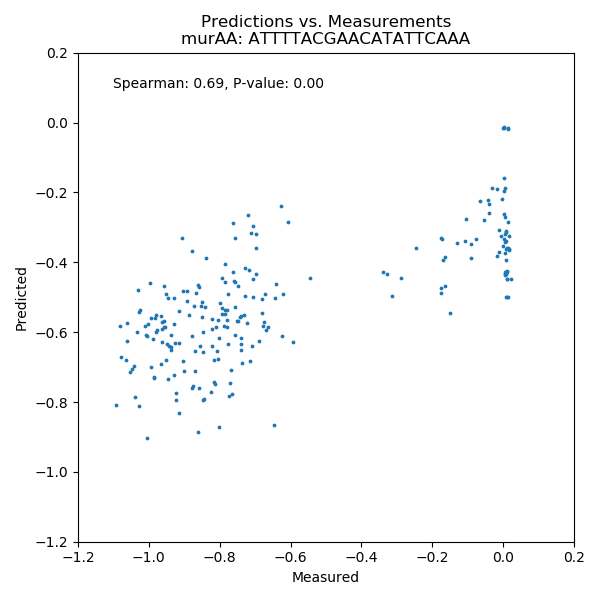 Predictions vs. Measurements
murAA: ATTTTACGAACATATTCAAA
Spearman: 0.69, P-value: 0.00
0.2
0.0
−0.2
−0.4
−0.6
−0.8
−1.0
−1.2
Predicted
−1.2 −1.0 −0.8 −0.6 −0.4 −0.2 0.0 0.2
Measured